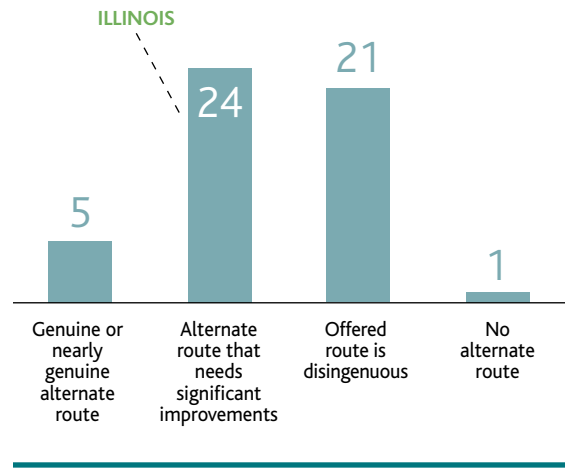 ILLINOIS
5
24
21
1
Genuine or
nearly
genuine
alternate
route
Alternate
route that
needs
significant
improvements
Offered
route is
disingenuous
No
alternate
route